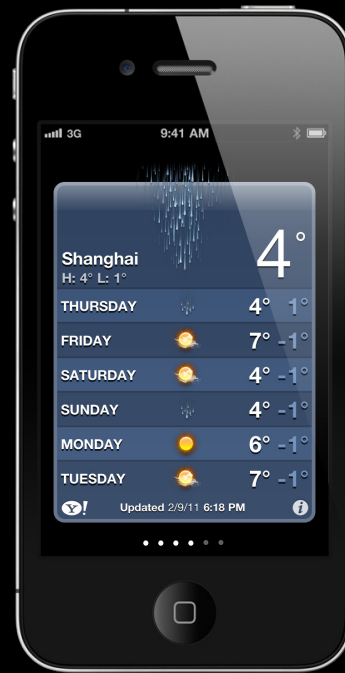 3G 9:41 AM
4°
Shanghai
H: 4° L: 1°
THURSDAY 4° 1°
FRIDAY 7° -1°
SATURDAY 4° -1°
SUNDAY 4° -1°
MONDAY 6° -1°
TUESDAY 7° -1°
Y! Updated 2/9/11 6:18 PM i